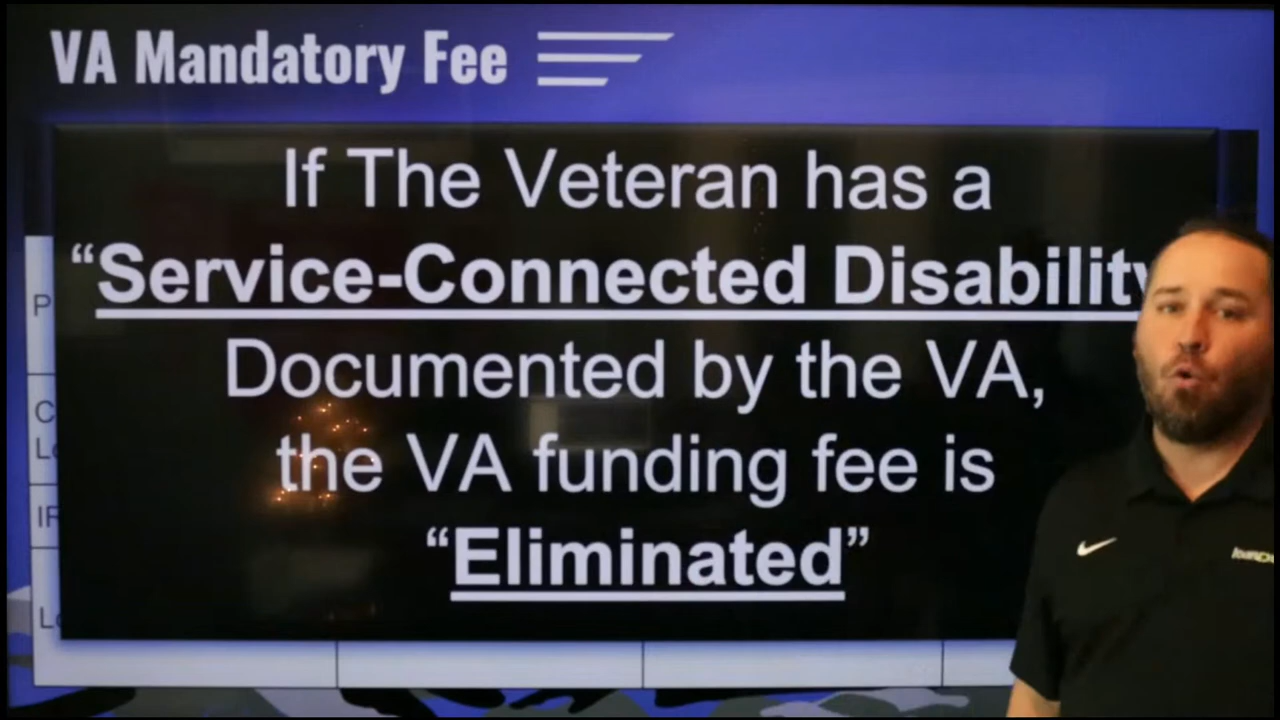 VA Mandatory Fee
If The Veteran has a
“Service-Connected Disability
Documented by the VA,
the VA funding fee is
“Eliminated”
P
C
L
IF
L